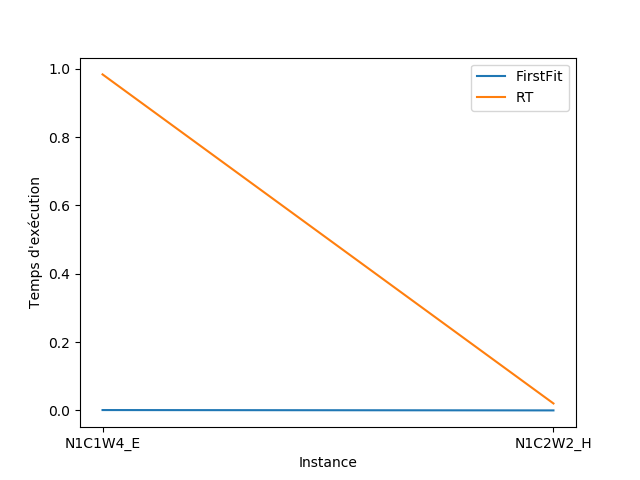 FirstFit
RT
1.0
0.8
0.6
0.4
0.2
0.0
Temps d'exécution
N1C1W4_E
N1C2W2_H
Instance